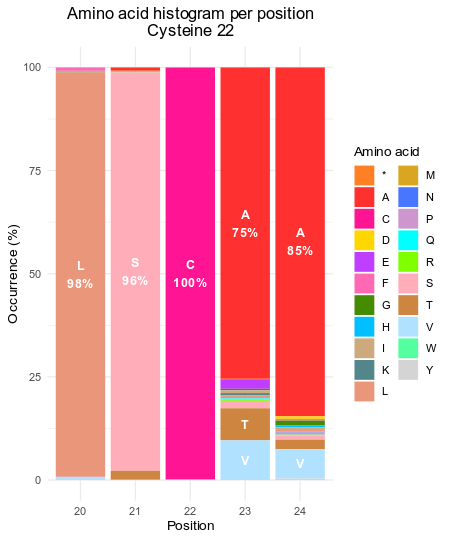 Amino acid histogram per position
Cysteine 22
100
75
50
25
0
Occurrence (%)
L
98%
S
96%
C
100%
A
75%
T
V
A
85%
V
20 21 22 23 24
Position
Amino acid
* M
A N
C P
D Q
E R
F S
G T
H V
I W
K Y
L